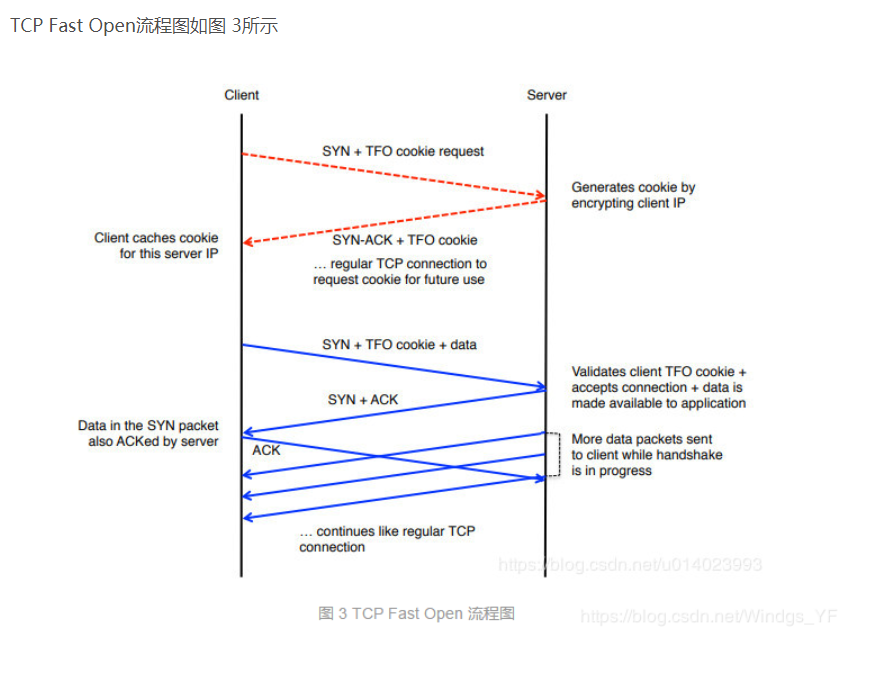 TCP Fast Open流程图如图 3所示
Client
Server
SYN + TFO cookie request
Generates cookie by
encrypting client IP
Client caches cookie
for this server IP
SYN-ACK + TFO cookie
... regular TCP connection to
request cookie for future use
SYN + TFO cookie + data
Validates client TFO cookie +
accepts connection + data is
made available to application
SYN + ACK
Data in the SYN packet
also ACKed by server
ACK
More data packets sent
to client while handshake
is in progress
... continues like regular TCP
connection
https://blog.csdn.net/u014023993
图 3 TCP Fast Open 流程图
https://blog.csdn.net/Windgs_YF